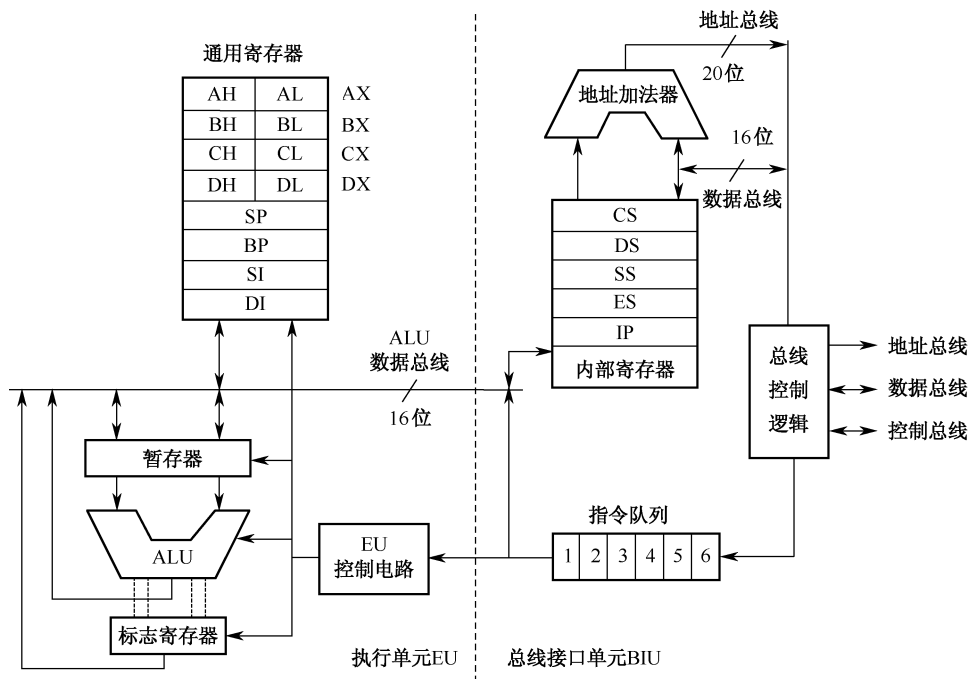 通用寄存器
AH AL AX
BH BL BX
CH CL CX
DH DL DX
SP
BP
SI
DI
ALU
数据总线
16位
暂存器
ALU
标志寄存器
EU
控制电路
执行单元EU
地址总线
20位
地址加法器
16位
数据总线
CS
DS
SS
ES
IP
内部寄存器
总线
控制
逻辑
地址总线
数据总线
控制总线
指令队列
1 2 3 4 5 6
总线接口单元BIU